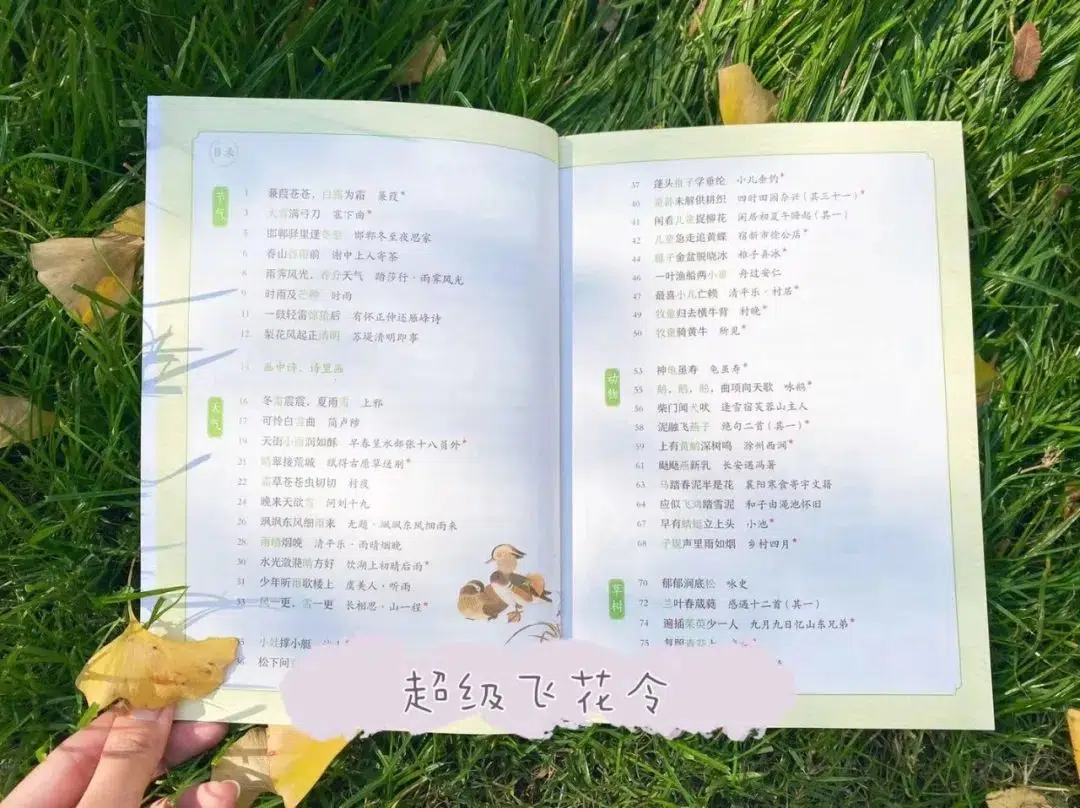 目录
节气
1 蒹葭苍苍，白露为霜 蒹葭*
3 大雪满弓刀 塞下曲*
5 邯郸驿里逢冬至 邯郸冬至夜思家
6 春山谷雨前 谢中上人寄茶
8 雨霁风光，春分天气 踏莎行·雨霁风光
9 时雨及芒种 时雨
11 一鼓轻雷惊蛰后 有怀正仲还雁峰诗
12 梨花风起正清明 苏堤清明即事
14 画中诗，诗里画
天气
16 冬雷震震，夏雨雪 上邪
17 可怜白雪曲 简卢陟
19 天街小雨润如酥 早春呈水部张十八员外*
21 晴翠接荒城 赋得古原草送别*
22 霜草苍苍虫切切 村夜
24 晚来天欲雪 问刘十九
26 飒飒东风细雨来 无题·飒飒东风细雨来
28 雨晴烟晚 清平乐·雨晴烟晚
30 水光潋滟晴方好 饮湖上初晴后雨*
31 少年听雨歌楼上 虞美人·听雨
33 风一更，雪一更 长相思·山一程*
35 小娃撑小艇
36 松下问
37 蓬头稚子学垂纶 小儿垂钓*
40 童孙未解供耕织 四时田园杂兴（其三十一）*
41 闲看儿童捉柳花 闲居初夏午睡起（其一）
42 儿童急走追黄蝶 宿新市徐公店*
44 稚子金盆脱晓冰 稚子弄冰*
46 一叶渔船两小童 舟过安仁
47 最喜小儿亡赖 清平乐·村居*
49 牧童归去横牛背 村晚*
50 牧童骑黄牛 所见*
动物
53 神龟虽寿 龟虽寿*
55 鹅，鹅，鹅，曲项向天歌 咏鹅*
56 柴门闻犬吠 逢雪宿芙蓉山主人
58 泥融飞燕子 绝句二首（其一）*
59 上有黄鹂深树鸣 滁州西涧*
61 飐飐燕新乳 长安遇冯著
63 马踏春泥半是花 襄阳寒食寄宇文籍
64 应似飞鸿踏雪泥 和子由渑池怀旧
67 早有蜻蜓立上头 小池*
68 子规声里雨如烟 乡村四月*
草树
70 郁郁涧底松 咏史
72 兰叶春葳蕤 感遇十二首（其一）
74 遍插茱萸少一人 九月九日忆山东兄弟*
75 复照青苔上
超级飞花令